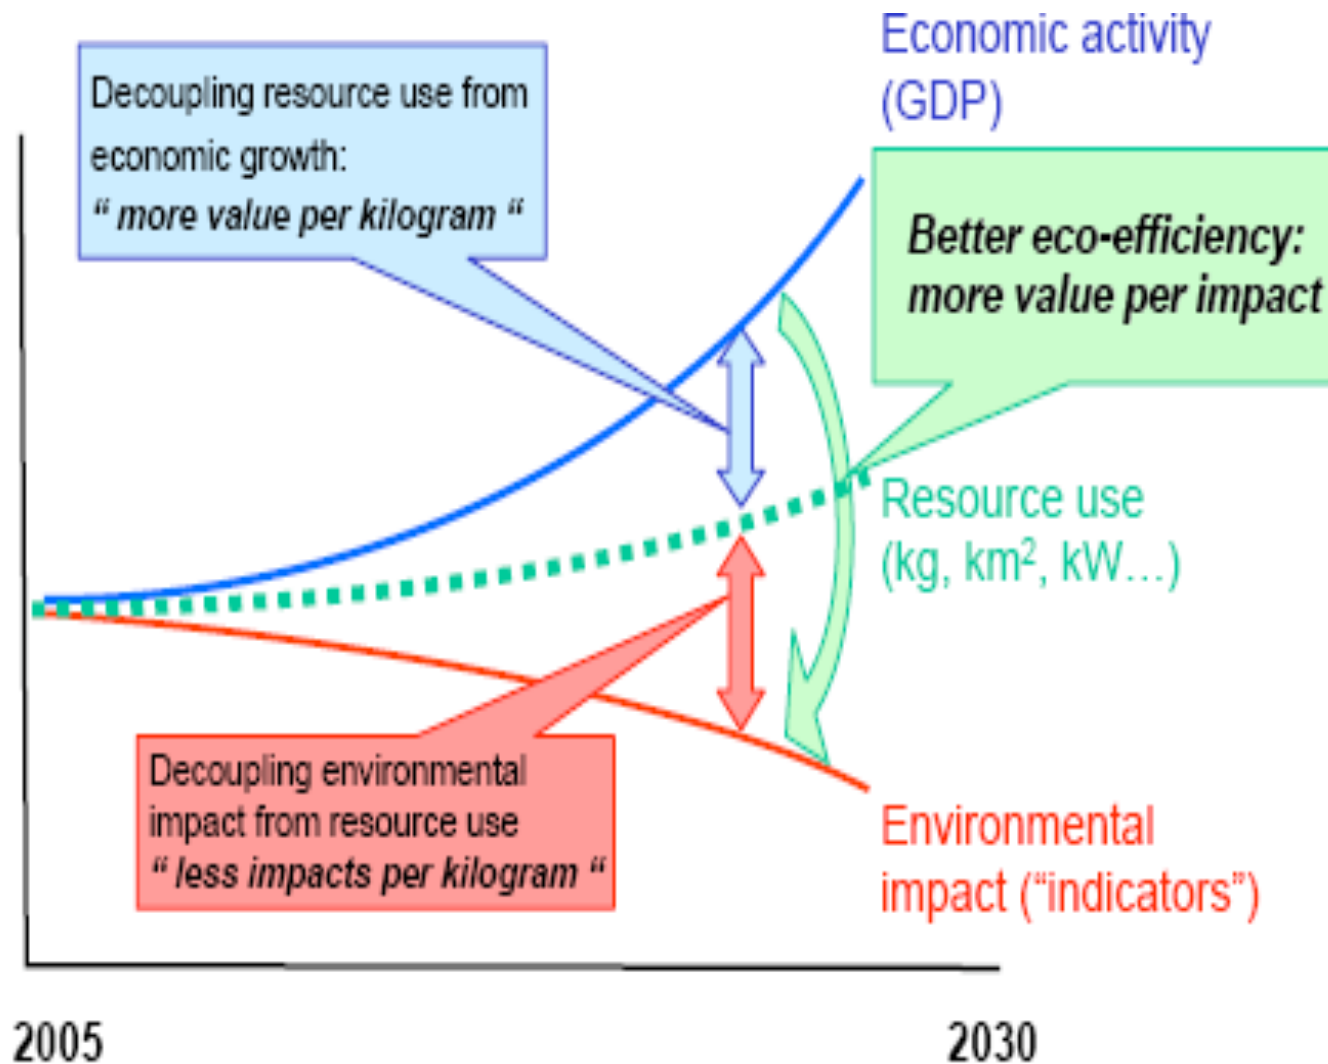 Economic activity
(GDP)
Decoupling resource use from
economic growth:
“ more value per kilogram “
Better eco-efficiency:
more value per impact
Resource use
(kg, km², kW…)
Decoupling environmental
impact from resource use
“ less impacts per kilogram “
Environmental
impact (“indicators”)
2005
2030